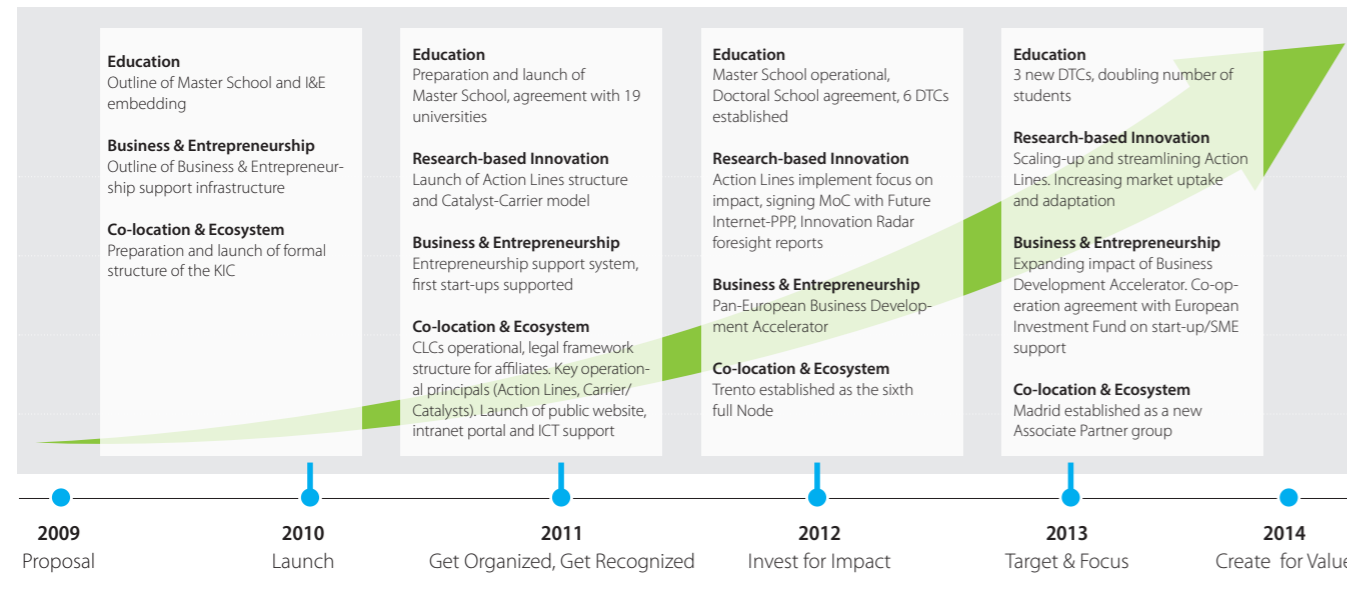 Education
Outline of Master School and I&E
embedding
Business & Entrepreneurship
Outline of Business & Entrepreneur-
ship support infrastructure
Co-location & Ecosystem
Preparation and launch of formal
structure of the KIC
Education
Preparation and launch of
Master School, agreement with 19
universities
Research-based Innovation
Launch of Action Lines structure
and Catalyst-Carrier model
Business & Entrepreneurship
Entrepreneurship support system,
first start-ups supported
Co-location & Ecosystem
CLCs operational, legal framework
structure for affiliates. Key operation-
al principals (Action Lines, Carrier/
Catalysts). Launch of public website,
intranet portal and ICT support
Education
Master School operational,
Doctoral School agreement, 6 DTCs
established
Research-based Innovation
Action Lines implement focus on
impact, signing MoC with Future
Internet-PPP, Innovation Radar
foresight reports
Business & Entrepreneurship
Pan-European Business Develop-
ment Accelerator
Co-location & Ecosystem
Trento established as the sixth
full Node
Education
3 new DTCs, doubling number of
students
Research-based Innovation
Scaling-up and streamlining Action
Lines. Increasing market uptake
and adaptation
Business & Entrepreneurship
Expanding impact of Business
Development Accelerator. Co-op-
eration agreement with European
Investment Fund on start-up/SME
support
Co-location & Ecosystem
Madrid established as a new
Associate Partner group
2009
Proposal
2010
Launch
2011
Get Organized, Get Recognized
2012
Invest for Impact
2013
Target & Focus
2014
Create for Value